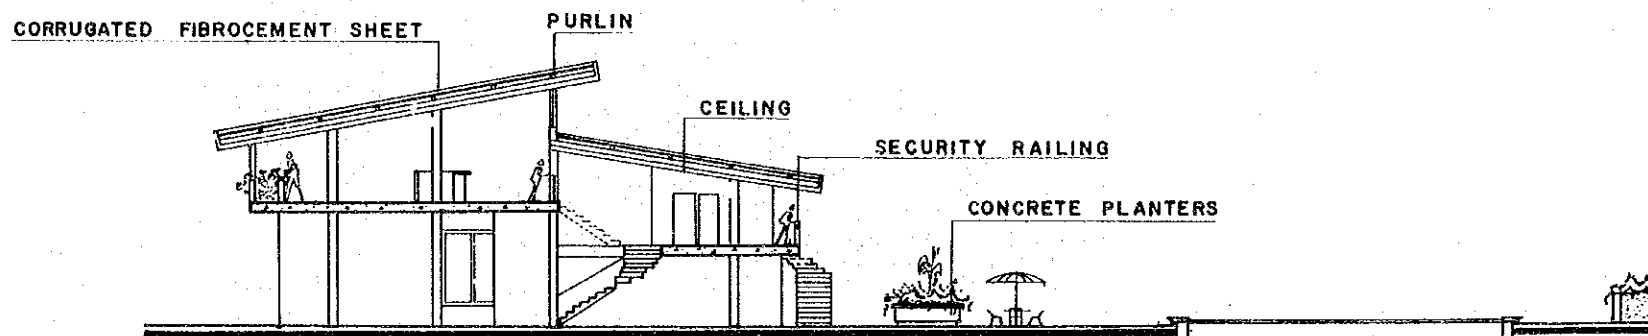 PURLIN
CORRUGATED FIBROCEMENT SHEET
CEILING
SECURITY RAILING
CONCRETE PLANTERS